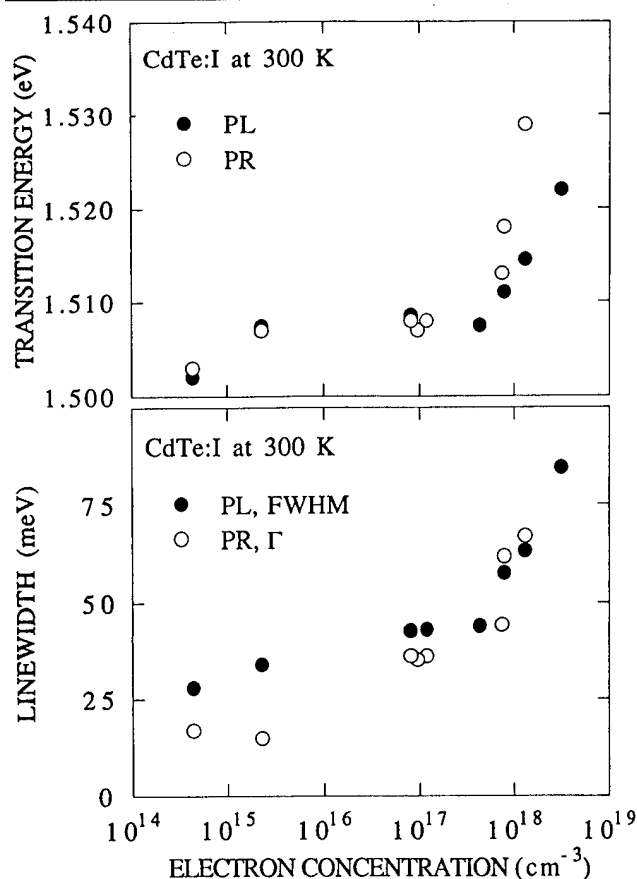 1.540
1.530
1.520
1.510
1.500
TRANSITION ENERGY (eV)
CdTe:I at 300 K
PL
PR
CdTe:I at 300 K
PL, FWHM
PR, Γ
75
50
25
0
LINEWIDTH (meV)
10^14 10^15 10^16 10^17 10^18 10^19
ELECTRON CONCENTRATION (cm^-3)